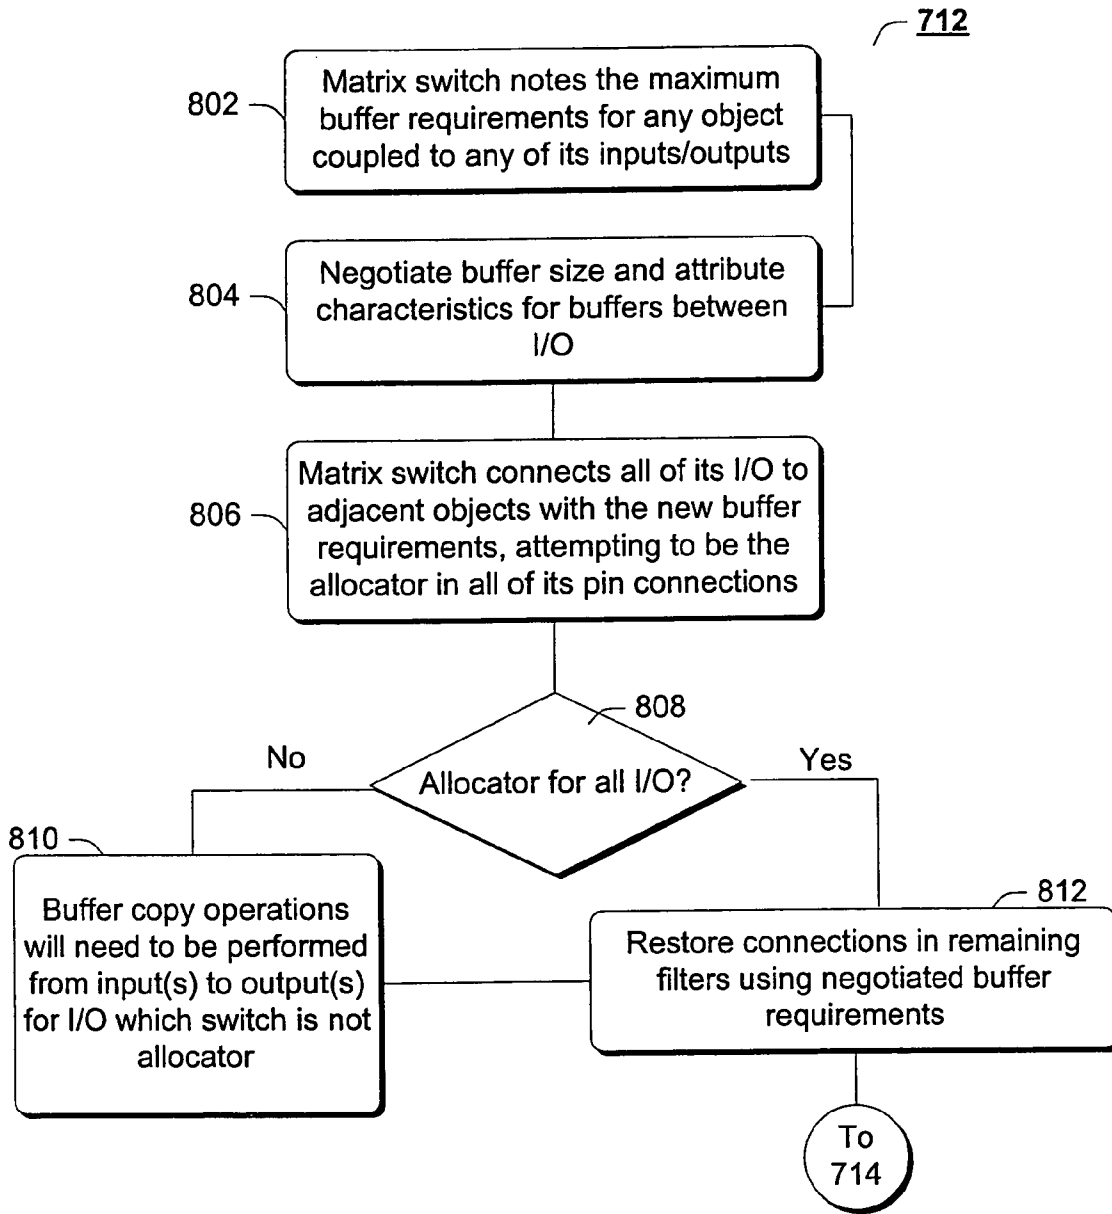 712
802
Matrix switch notes the maximum
buffer requirements for any object
coupled to any of its inputs/outputs
804
Negotiate buffer size and attribute
characteristics for buffers between
I/O
806
Matrix switch connects all of its I/O to
adjacent objects with the new buffer
requirements, attempting to be the
allocator in all of its pin connections
808
No
Allocator for all I/O?
Yes
810
Buffer copy operations
will need to be performed
from input(s) to output(s)
for I/O which switch is not
allocator
812
Restore connections in remaining
filters using negotiated buffer
requirements
To
714